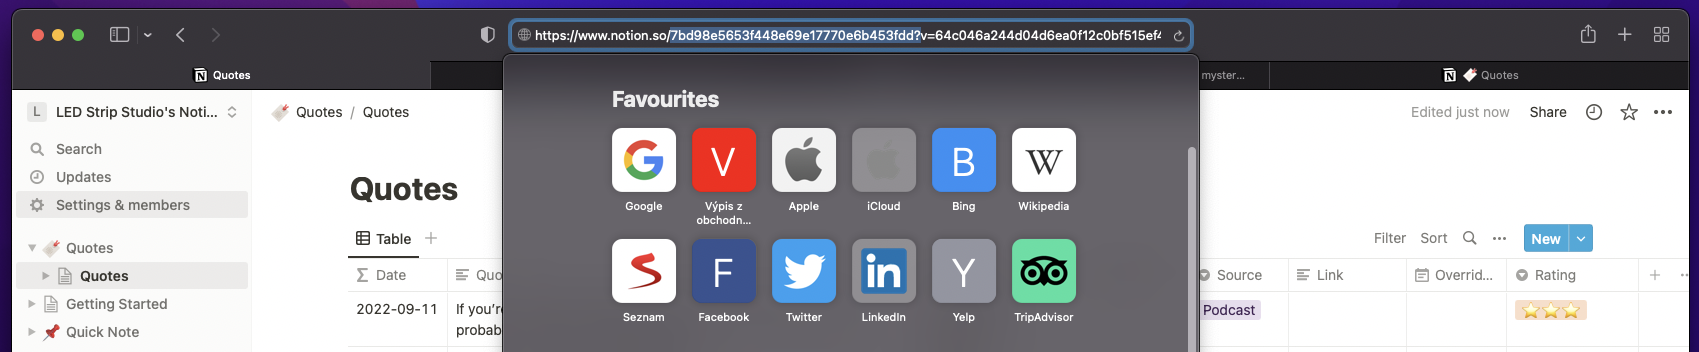 https://www.notion.so/7bd98e5653f448e69e17770e6b453fdd?v=64c046a244d04d6ea0f12c0bf515ef4
Quotes
myster...
Quotes
L LED Strip Studio's Noti...
Quotes / Quotes
Edited just now Share
Search
Updates
Settings & members
Quotes
Quotes
Getting Started
Quick Note
Quotes
Table
Filter Sort New
Date Quo Source Link Overrid... Rating
2022-09-11 If you're Podcast
probab
Favourites
V B W
Google Výpis z obchodn... Apple iCloud Bing Wikipedia
F in Y
Seznam Facebook Twitter LinkedIn Yelp TripAdvisor